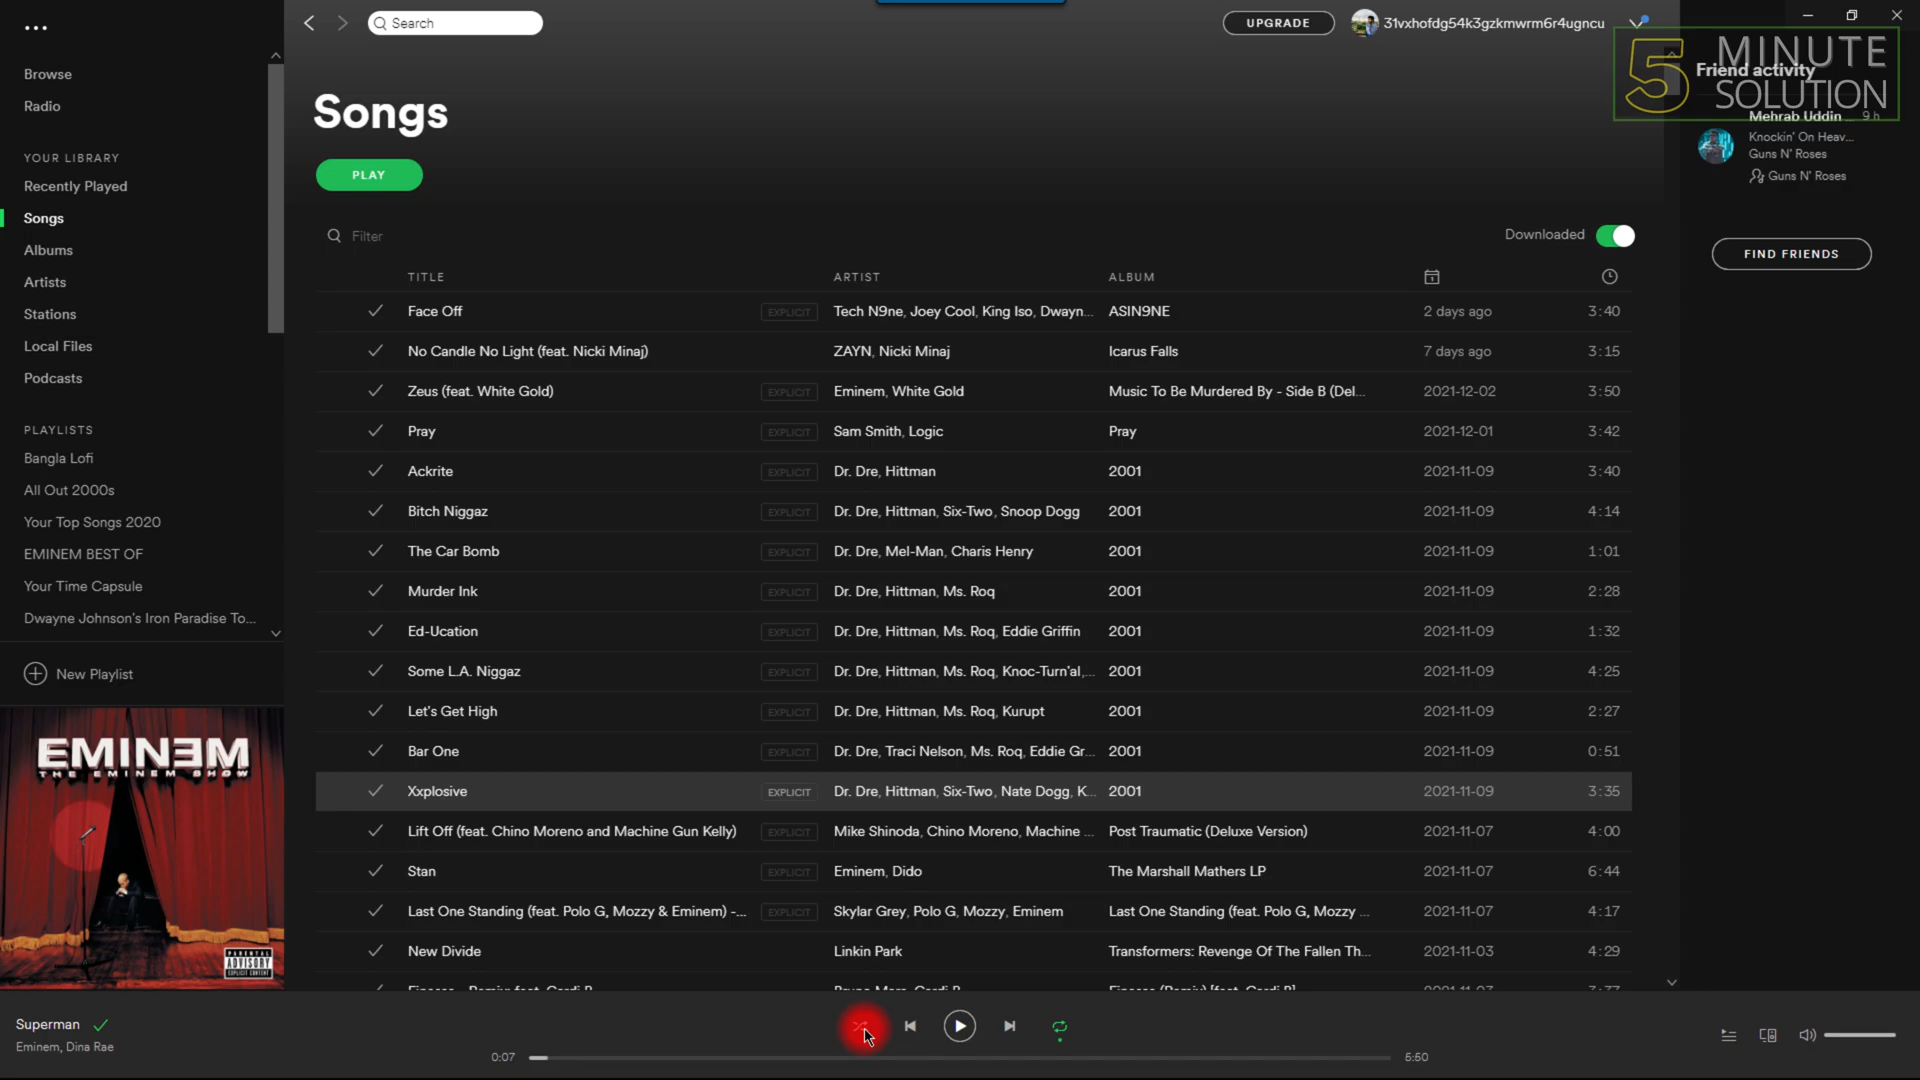 Search
UPGRADE
31vxhofdg54k3gzkmwrm6r4ugncu
5 MINUTE SOLUTION
Friend activity
Browse
Radio
YOUR LIBRARY
Recently Played
Songs
Albums
Artists
Stations
Local Files
Podcasts
PLAYLISTS
Bangla Lofi
All Out 2000s
Your Top Songs 2020
EMINEM BEST OF
Your Time Capsule
Dwayne Johnson's Iron Paradise To...
New Playlist
EMINEM
THE EMINEM SHOW
PARENTAL
ADVISORY
EXPLICIT CONTENT
Songs
PLAY
Filter
Downloaded
TITLE ARTIST ALBUM
Face Off EXPLICIT Tech N9ne, Joey Cool, King Iso, Dwayn... ASIN9NE 2 days ago 3:40
No Candle No Light (feat. Nicki Minaj) ZAYN, Nicki Minaj Icarus Falls 7 days ago 3:15
Zeus (feat. White Gold) EXPLICIT Eminem, White Gold Music To Be Murdered By - Side B (Del... 2021-12-02 3:50
Pray EXPLICIT Sam Smith, Logic Pray 2021-12-01 3:42
Ackrite EXPLICIT Dr. Dre, Hittman 2001 2021-11-09 3:40
Bitch Niggaz EXPLICIT Dr. Dre, Hittman, Six-Two, Snoop Dogg 2001 2021-11-09 4:14
The Car Bomb EXPLICIT Dr. Dre, Mel-Man, Charis Henry 2001 2021-11-09 1:01
Murder Ink EXPLICIT Dr. Dre, Hittman, Ms. Roq 2001 2021-11-09 2:28
Ed-Ucation EXPLICIT Dr. Dre, Hittman, Ms. Roq, Eddie Griffin 2001 2021-11-09 1:32
Some L.A. Niggaz EXPLICIT Dr. Dre, Hittman, Ms. Roq, Knoc-Turn'al,... 2001 2021-11-09 4:25
Let's Get High EXPLICIT Dr. Dre, Hittman, Ms. Roq, Kurupt 2001 2021-11-09 2:27
Bar One EXPLICIT Dr. Dre, Traci Nelson, Ms. Roq, Eddie Gr... 2001 2021-11-09 0:51
Xxplosive EXPLICIT Dr. Dre, Hittman, Six-Two, Nate Dogg, K... 2001 2021-11-09 3:35
Lift Off (feat. Chino Moreno and Machine Gun Kelly) EXPLICIT Mike Shinoda, Chino Moreno, Machine ... Post Traumatic (Deluxe Version) 2021-11-07 4:00
Stan EXPLICIT Eminem, Dido The Marshall Mathers LP 2021-11-07 6:44
Last One Standing (feat. Polo G, Mozzy & Eminem) -... EXPLICIT Skylar Grey, Polo G, Mozzy, Eminem Last One Standing (feat. Polo G, Mozzy ... 2021-11-07 4:17
New Divide Linkin Park Transformers: Revenge Of The Fallen Th... 2021-11-03 4:29
Mehrab Uddin ... 9 h
Knockin' On Heav...
Guns N' Roses
Guns N' Roses
FIND FRIENDS
Superman
Eminem, Dina Rae
0:07
5:50